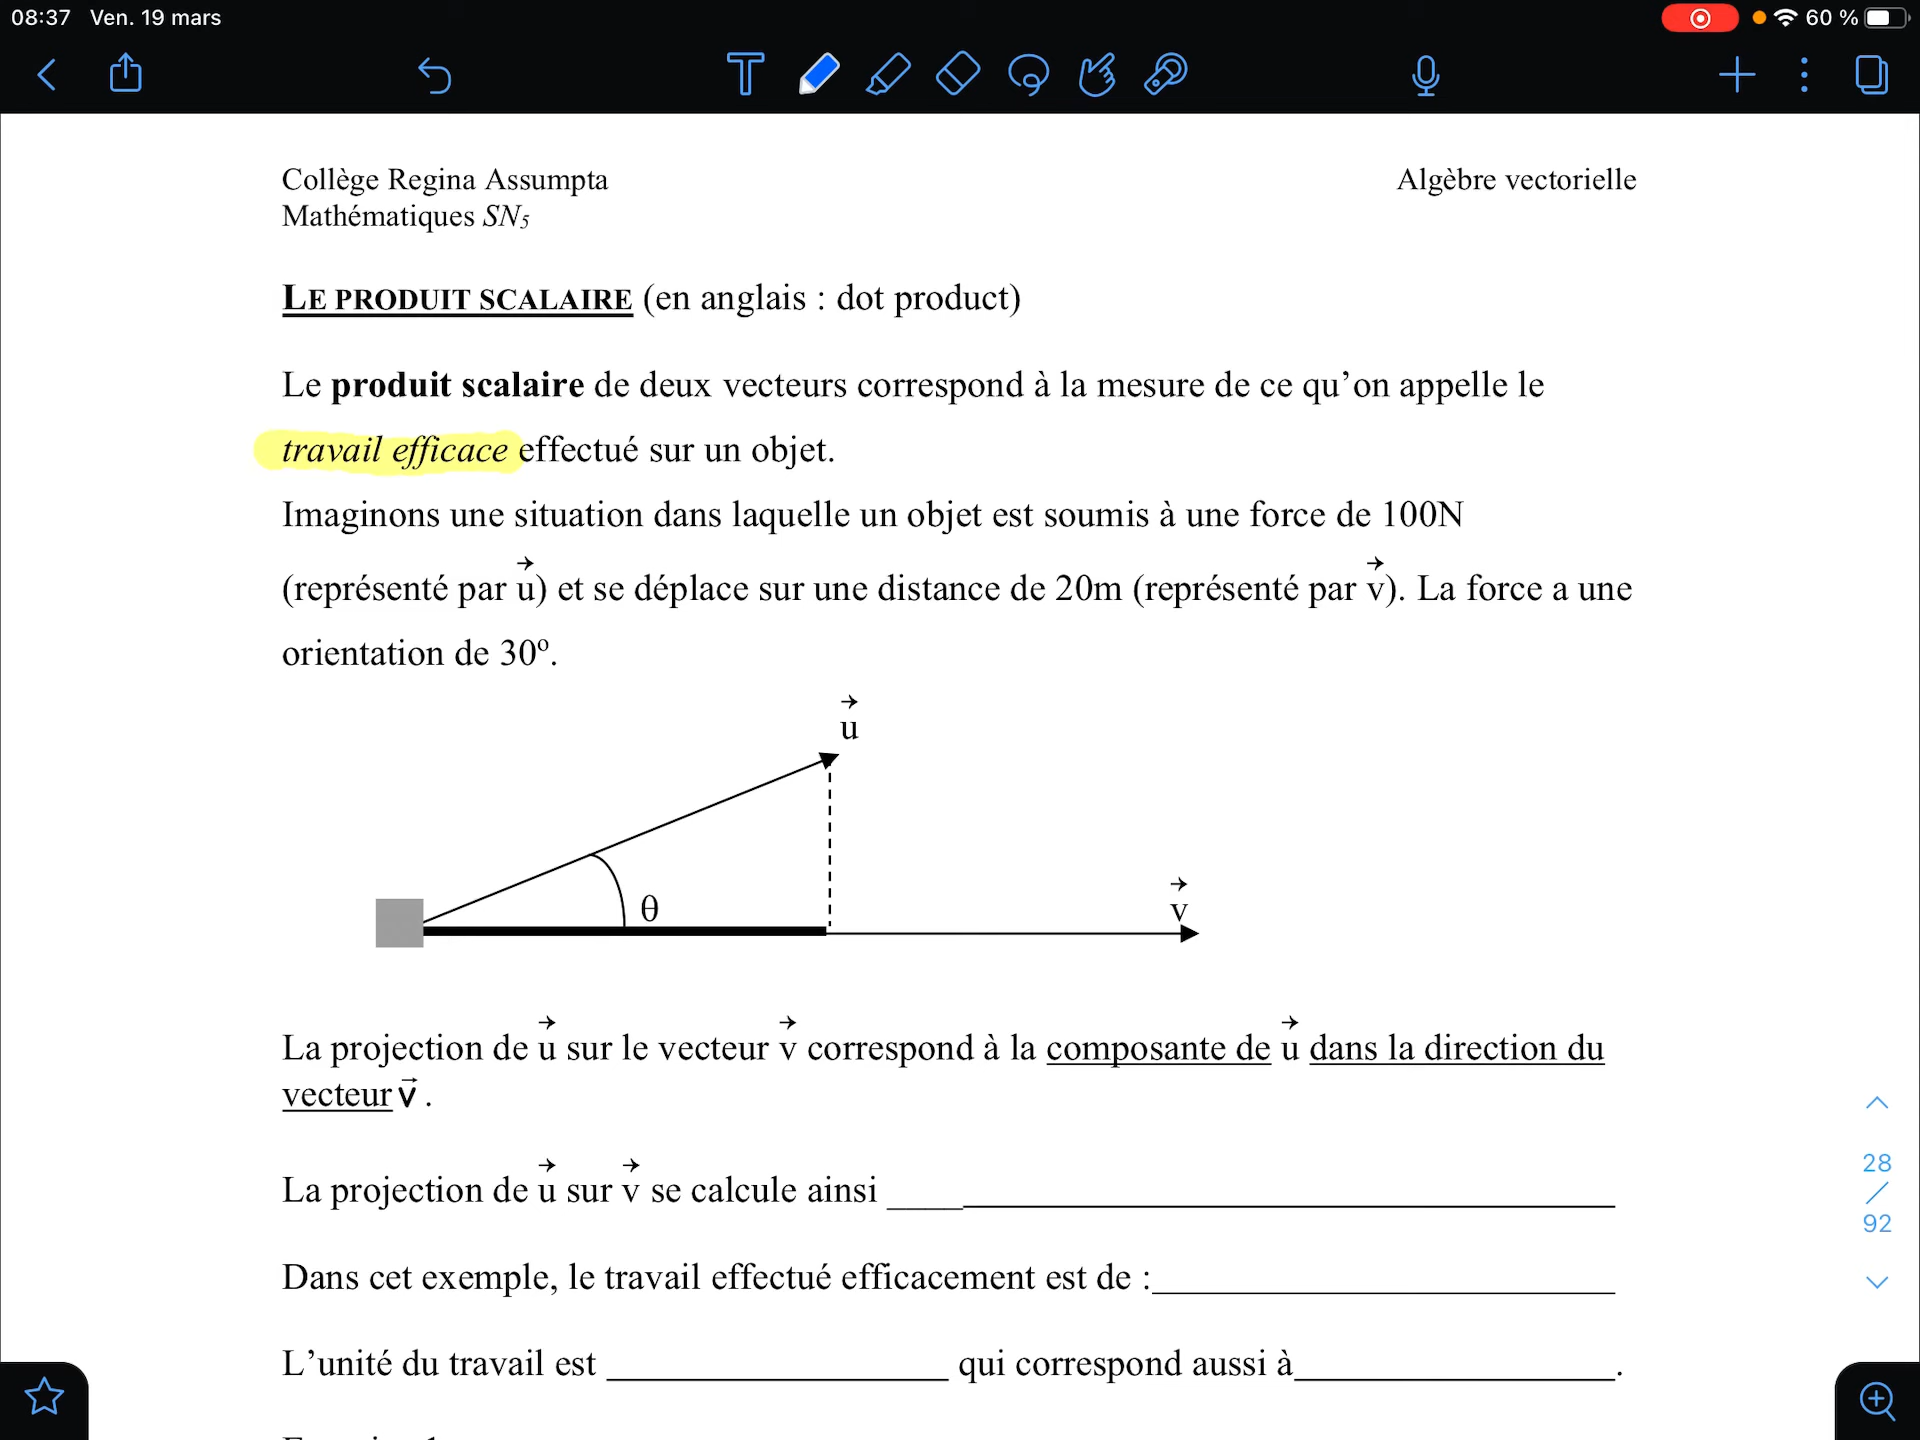 08:37 Ven. 19 mars 60 %
Collège Regina Assumpta Algèbre vectorielle
Mathématiques SN5
LE PRODUIT SCALAIRE (en anglais : dot product)
Le produit scalaire de deux vecteurs correspond à la mesure de ce qu’on appelle le
travail efficace effectué sur un objet.
Imaginons une situation dans laquelle un objet est soumis à une force de 100N
(représenté par u) et se déplace sur une distance de 20m (représenté par v). La force a une
orientation de 30º.
u
θ
v
La projection de u sur le vecteur v correspond à la composante de u dans la direction du
vecteur v⃗ .
La projection de u sur v se calcule ainsi ____
Dans cet exemple, le travail effectué efficacement est de :____
L’unité du travail est ____ qui correspond aussi à____.
28
/
92